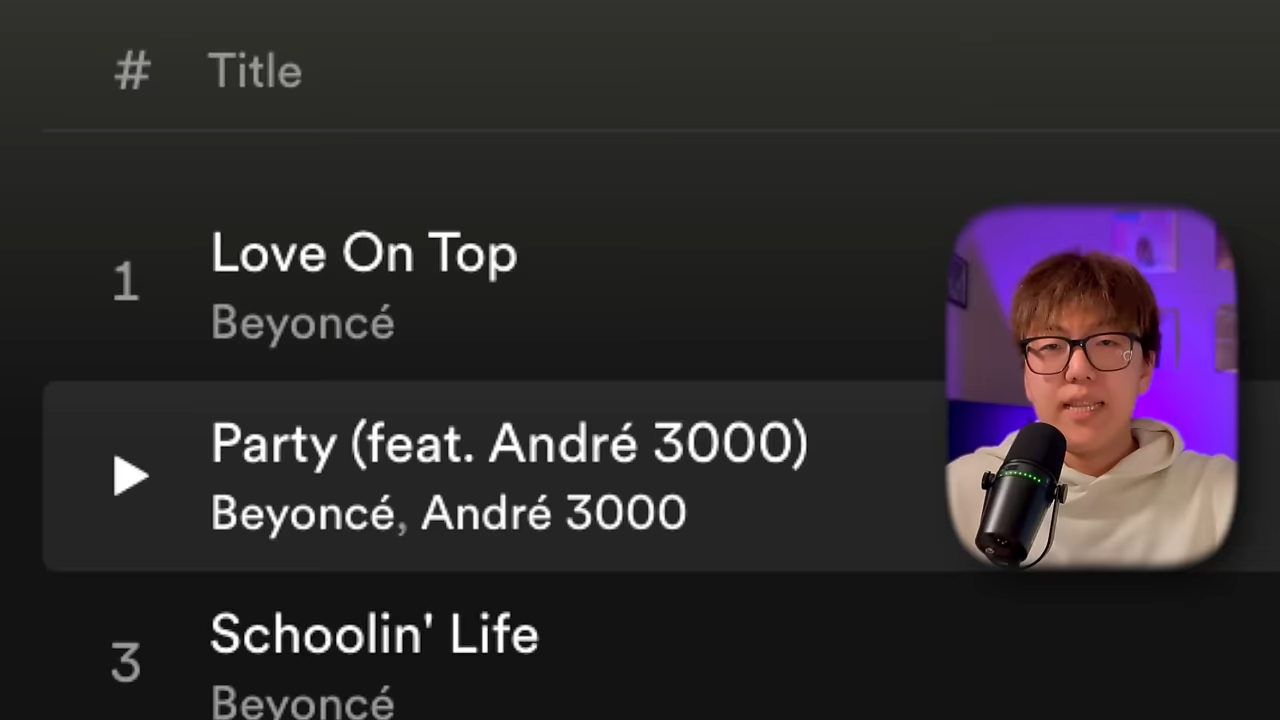 # Title
1
Love On Top
Beyoncé
Party (feat. André 3000)
Beyoncé, André 3000
3
Schoolin' Life
Beyoncé